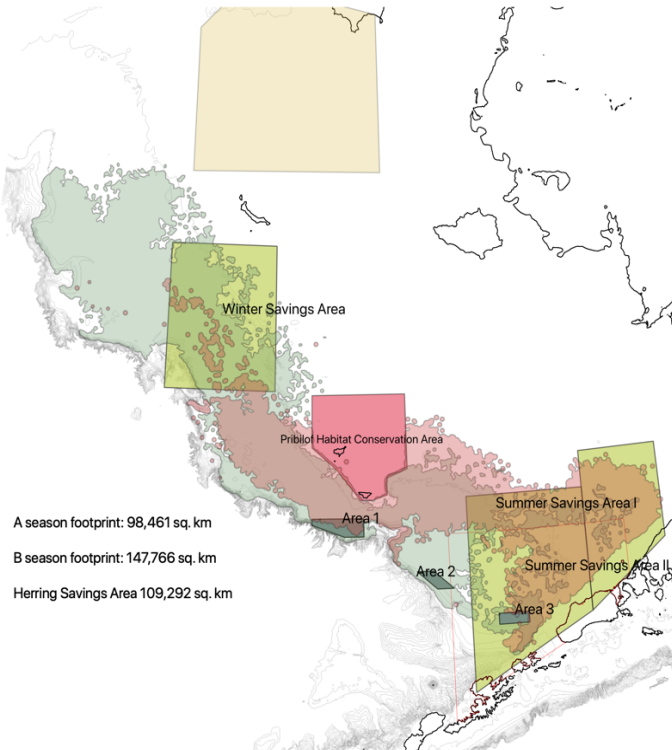 Winter Savings Area
Pribilof Habitat Conservation Area
Summer Savings Area I
Area 1
A season footprint: 98,461 sq. km
B season footprint: 147,766 sq. km
Summer Savings Area II
Area 2
Herring Savings Area 109,292 sq. km
Area 3